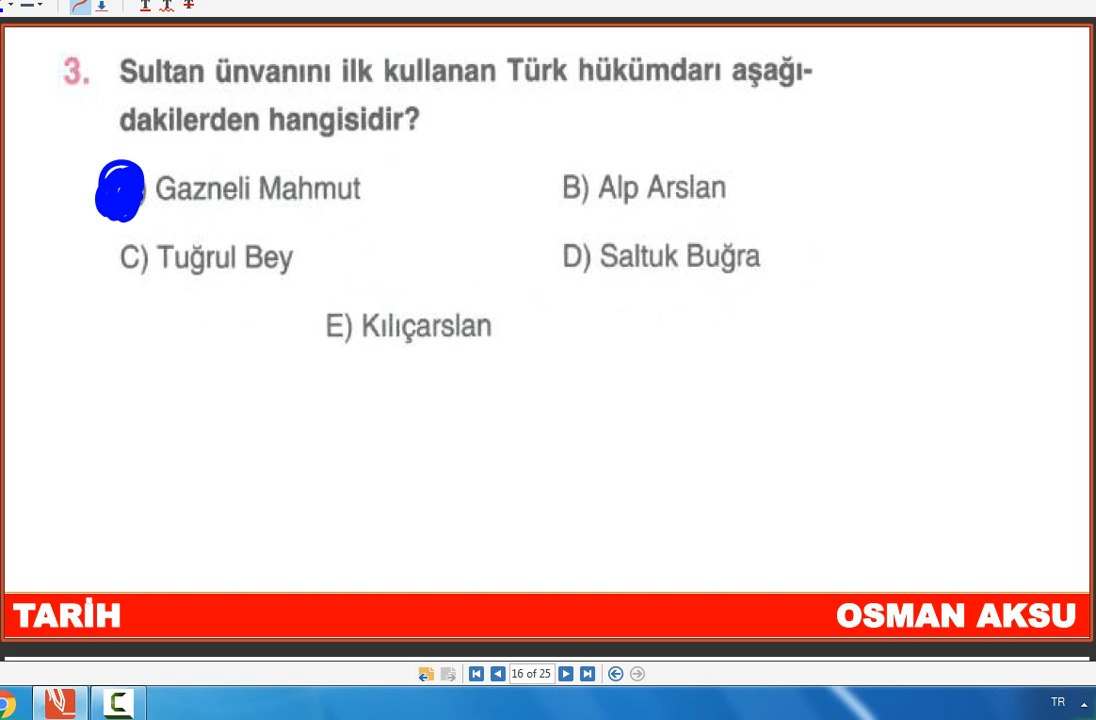 T T T
3. Sultan ünvanını ilk kullanan Türk hükümdarı aşağı-
dakilerden hangisidir?
) Gazneli Mahmut B) Alp Arslan
C) Tuğrul Bey D) Saltuk Buğra
E) Kılıçarslan
TARİH OSMAN AKSU
16 of 25
TR